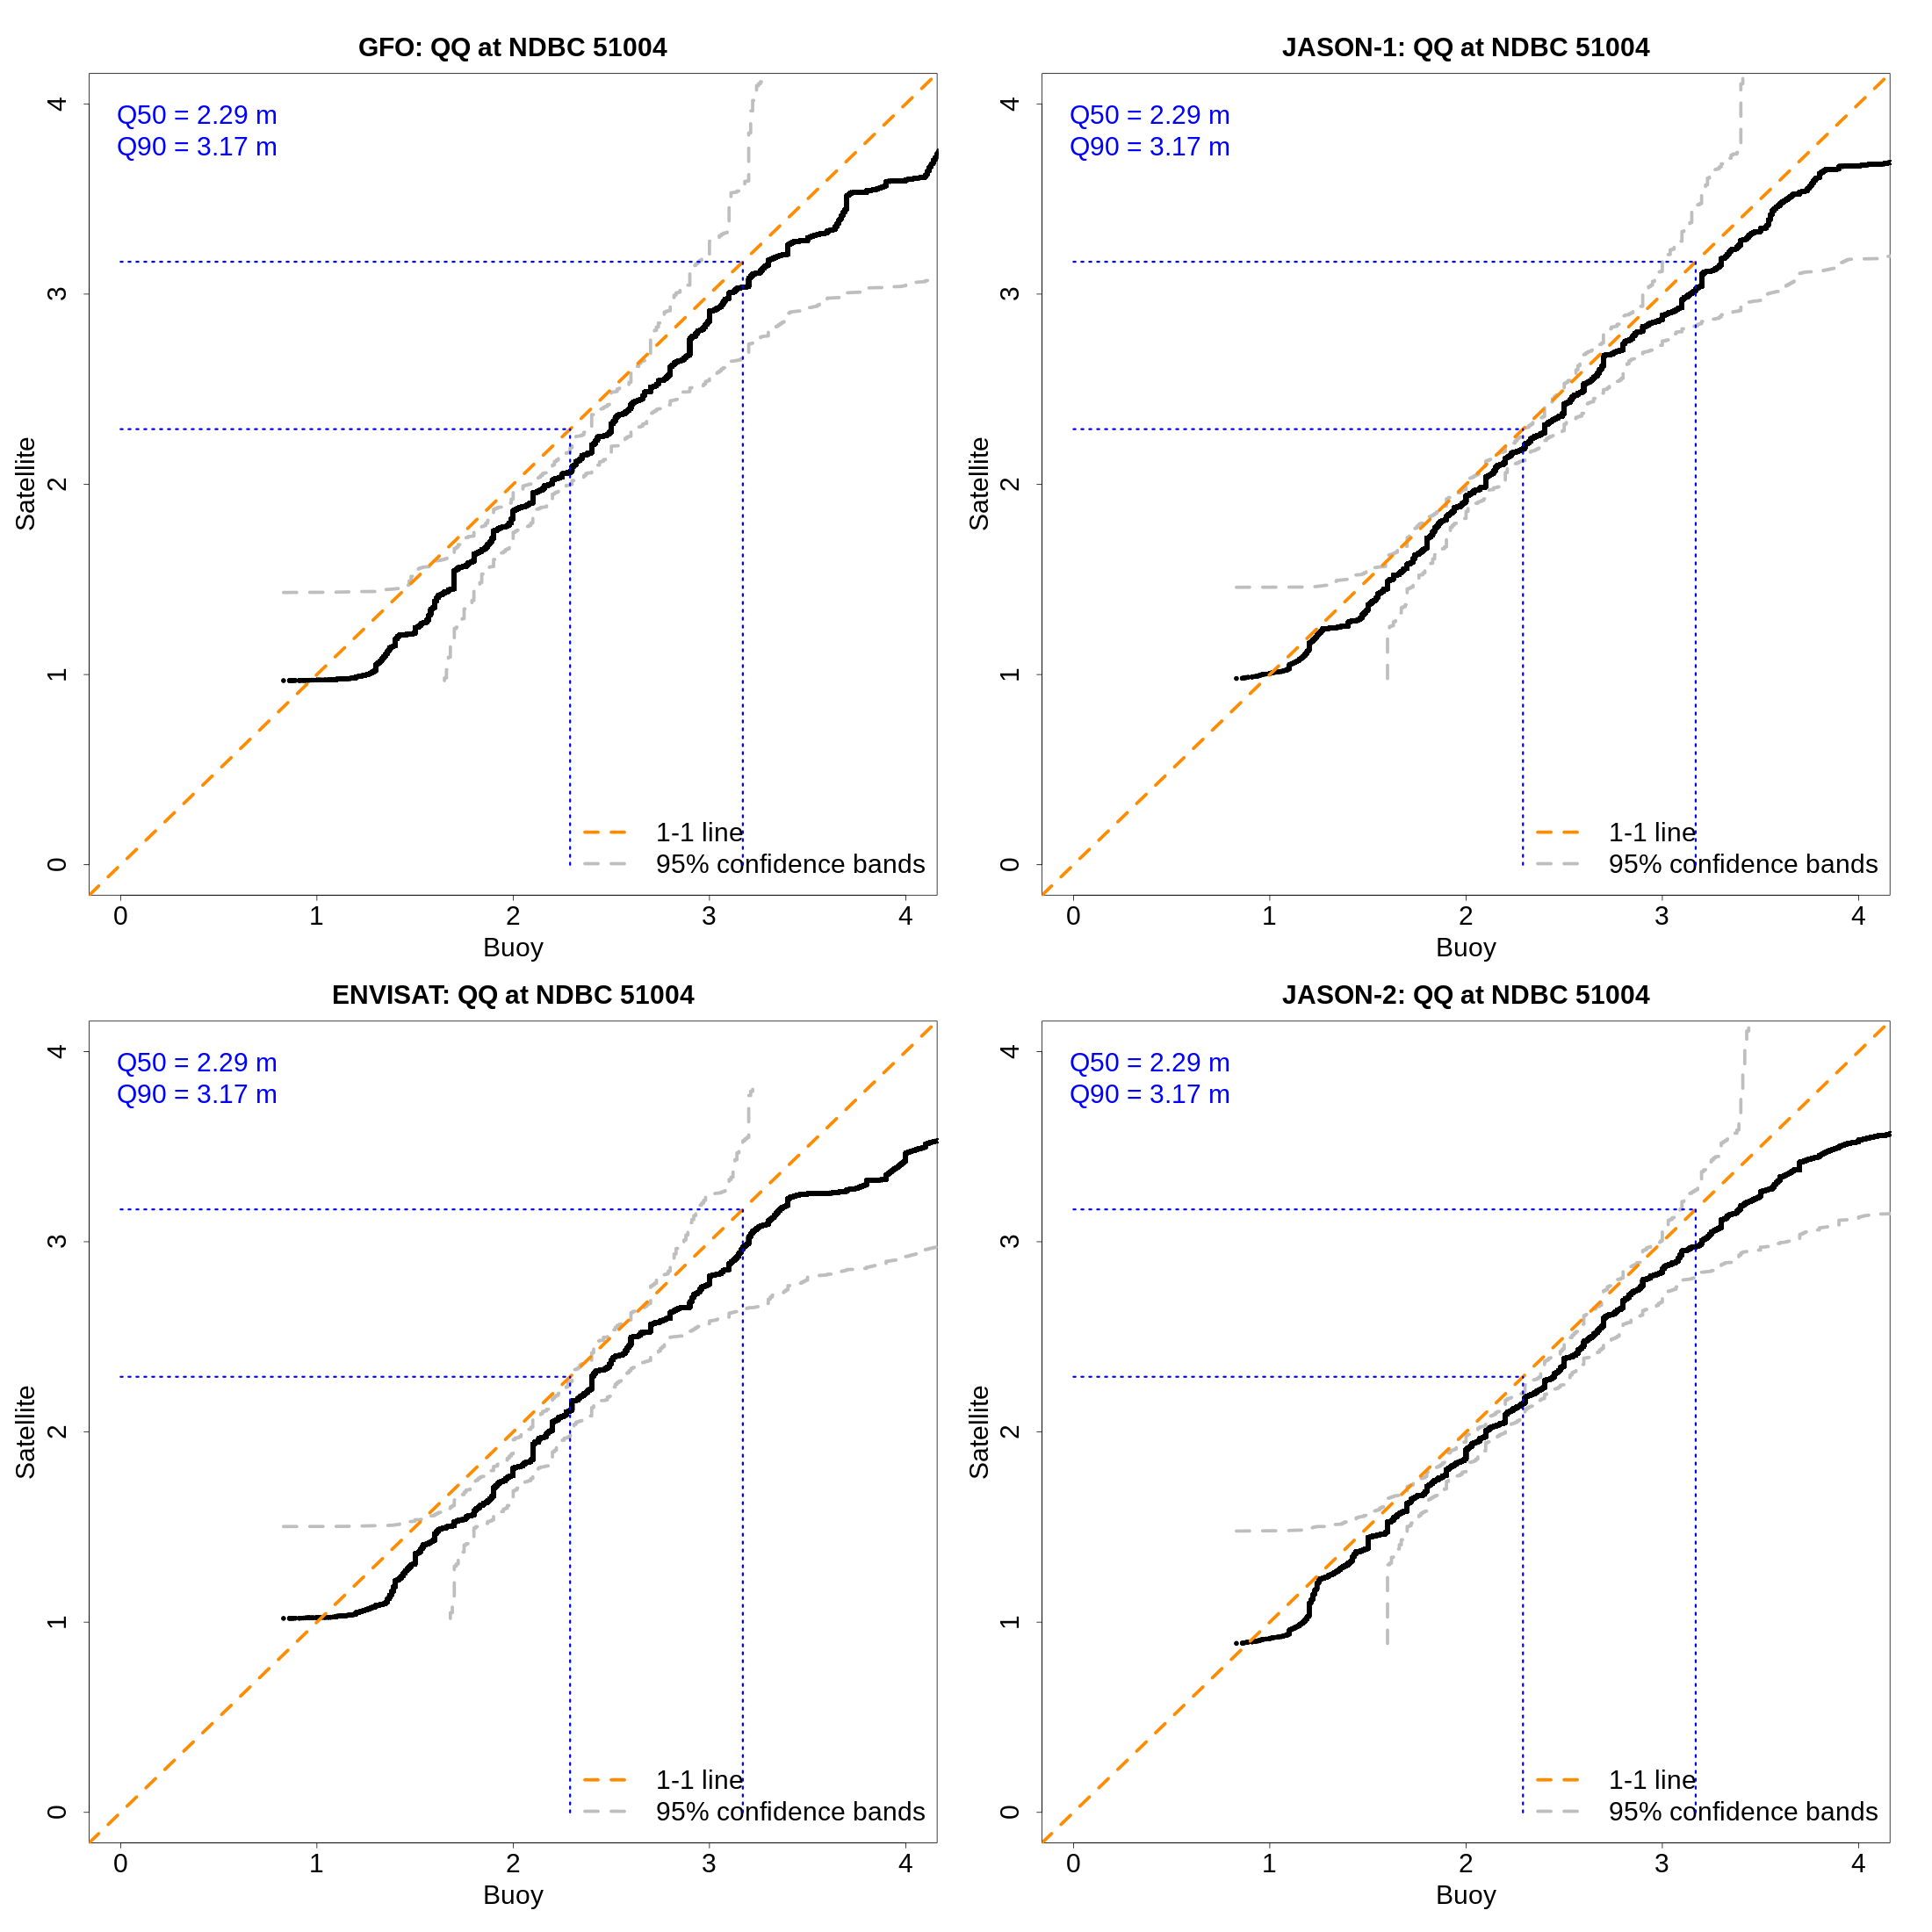 GFO: QQ at NDBC 51004
Q50 = 2.29 m
Q90 = 3.17 m
Satellite
4
3
2
1
0
1-1 line
95% confidence bands
0 1 2 3 4
Buoy
JASON-1: QQ at NDBC 51004
Q50 = 2.29 m
Q90 = 3.17 m
Satellite
4
3
2
1
0
1-1 line
95% confidence bands
0 1 2 3 4
Buoy
ENVISAT: QQ at NDBC 51004
Q50 = 2.29 m
Q90 = 3.17 m
Satellite
4
3
2
1
0
1-1 line
95% confidence bands
0 1 2 3 4
Buoy
JASON-2: QQ at NDBC 51004
Q50 = 2.29 m
Q90 = 3.17 m
Satellite
4
3
2
1
0
1-1 line
95% confidence bands
0 1 2 3 4
Buoy